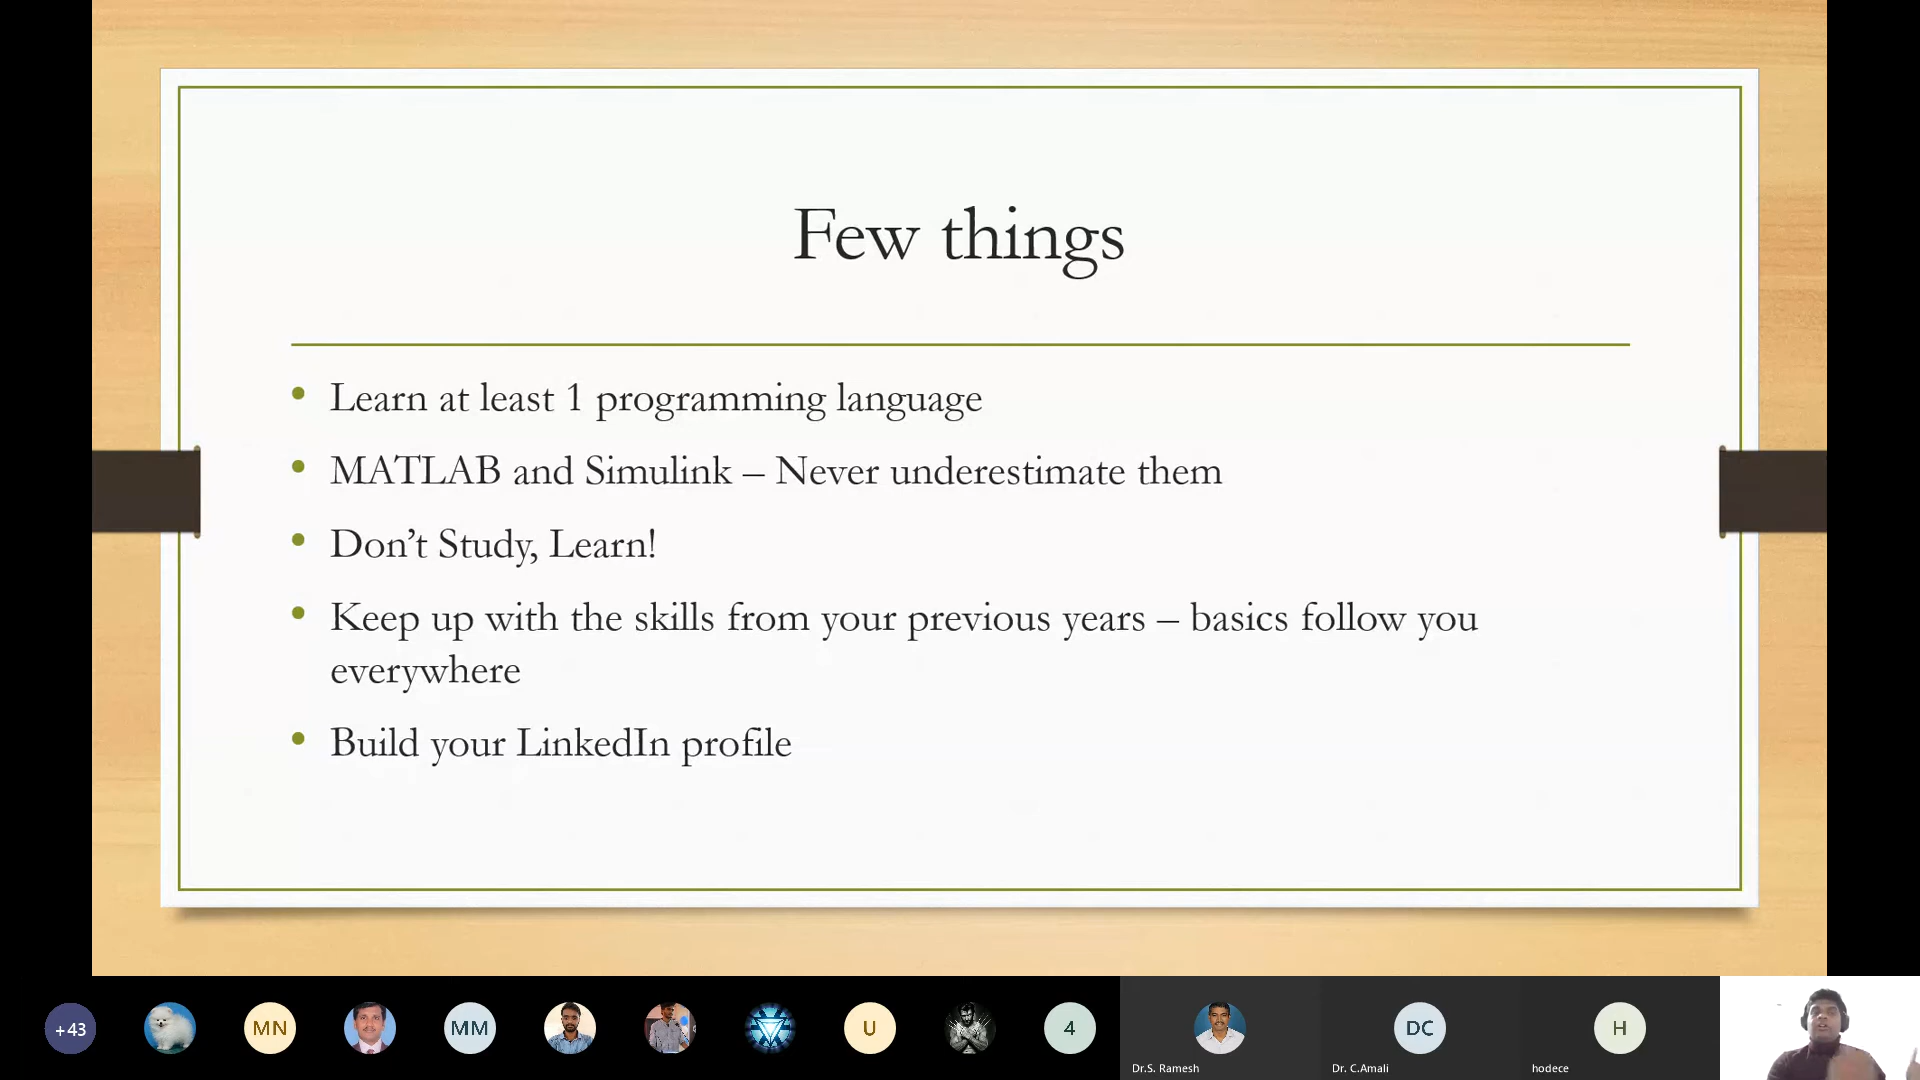 Few things
Learn at least 1 programming language
MATLAB and Simulink – Never underestimate them
Don’t Study, Learn!
Keep up with the skills from your previous years – basics follow you
everywhere
Build your LinkedIn profile
+43
MN
MM
U
4
DC
H
Dr.S. Ramesh
Dr. C.Amali
hodece